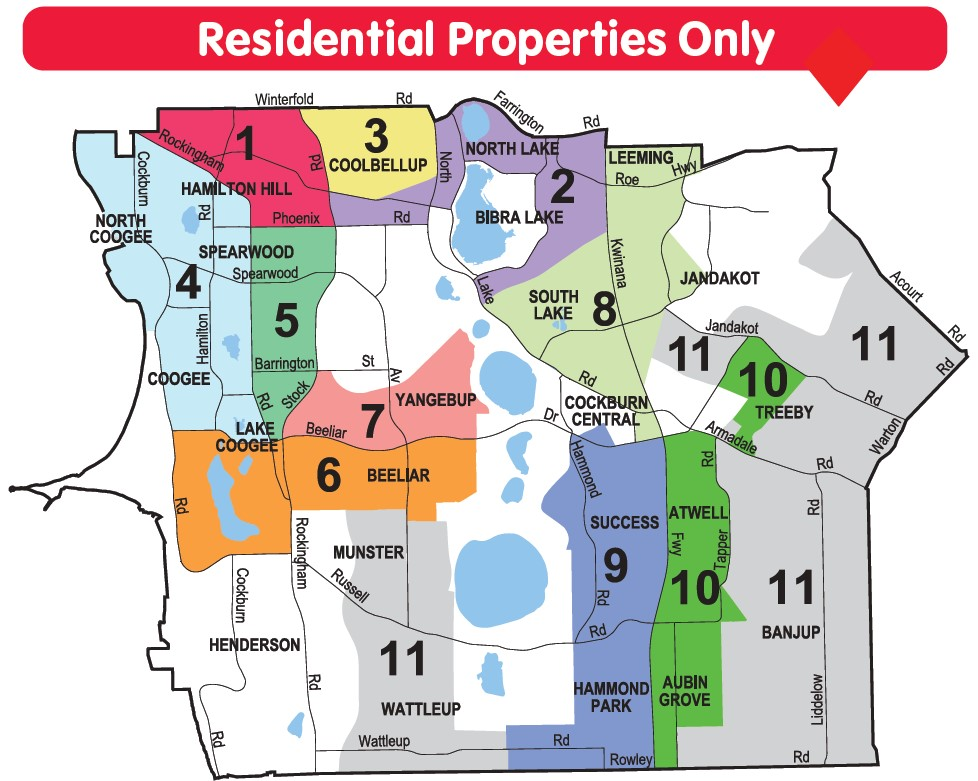 Residential Properties Only
Winterfold Rd
Farrington Rd
Rockingham Rd
1
3
COOLBELLUP
North
NORTH LAKE
2
LEEMING
Roe Hwy
Cockburn
HAMILTON HILL
Rd
Phoenix Rd
BIBRA LAKE
NORTH
COOGEE
SPEARWOOD
Spearwood
4
Kwinana
JANDAKOT
Lake
SOUTH
LAKE
8
Acourt
Rd
5
Hamilton
Jandakot
11
11
Rd
Barrington St
COOGEE
10
TREEBY
Rd
Stock
Rd
Av
YANGEBUP
7
Rd
COCKBURN
CENTRAL
Dr
Armadale
Rd
Warton
LAKE
COOGEE
Beeliar
6
BEELIAR
Hammond
Rd
Rd
Rd
SUCCESS
ATWELL
Fwy
Tapper
Rockingham
MUNSTER
Russell
9
10
11
Cockburn
Rd
Rd
BANJUP
HENDERSON
11
Rd
HAMMOND
PARK
AUBIN
GROVE
Liddelow
WATTLEUP
Rd
Wattleup Rd
Rowley Rd